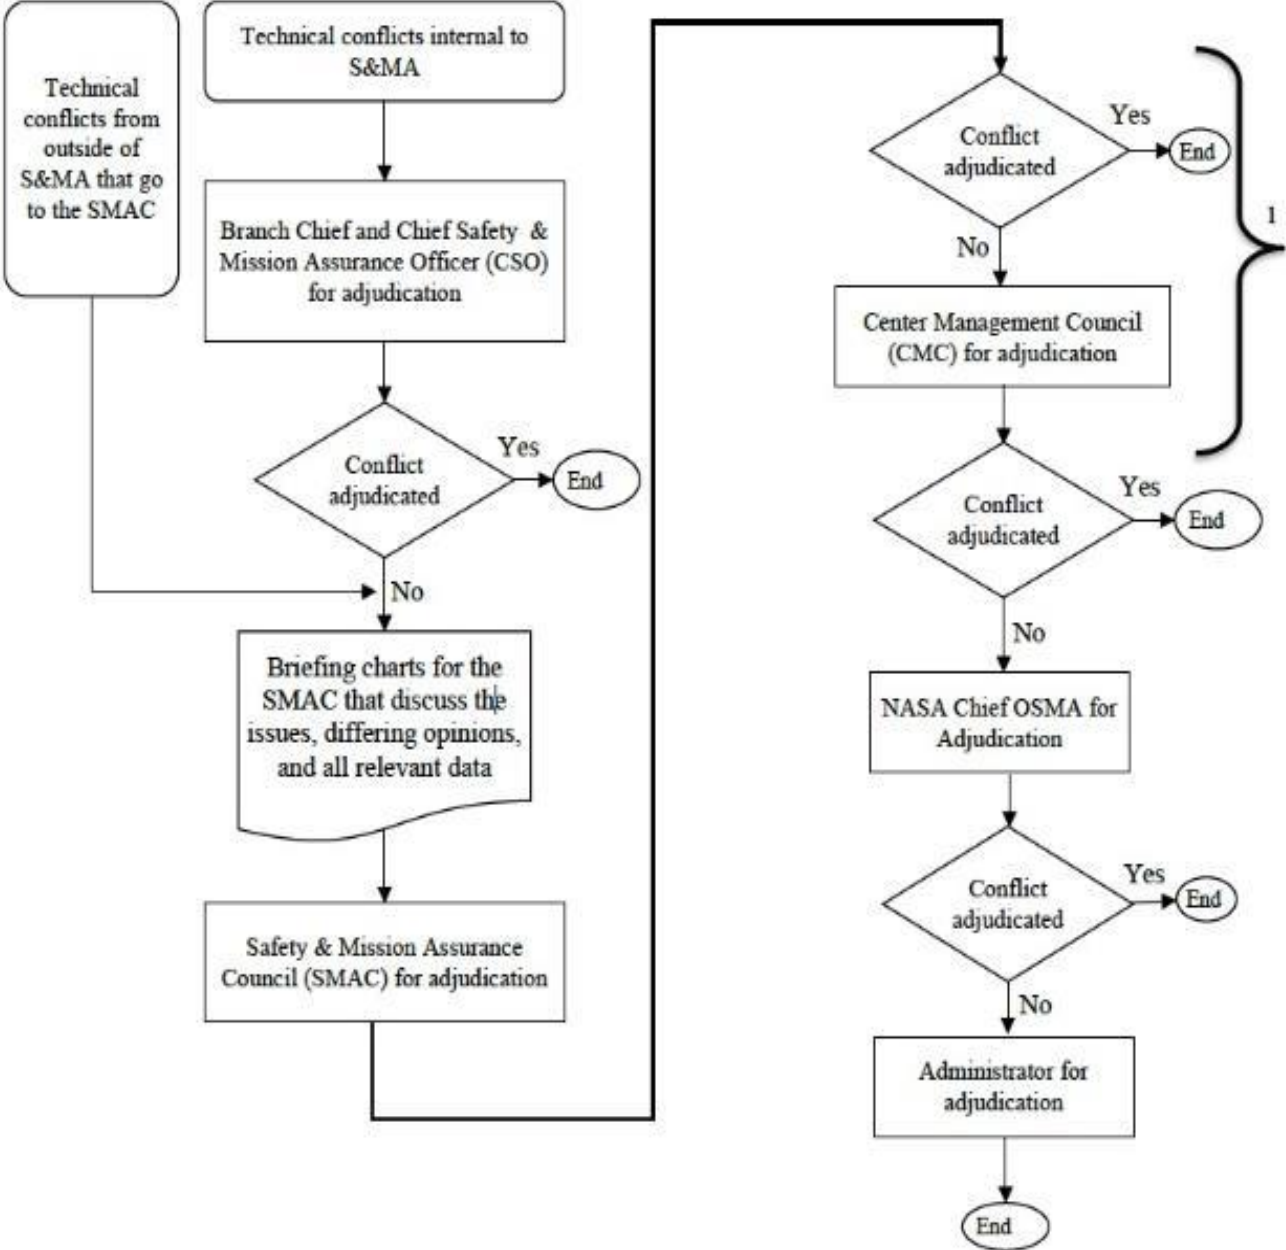 Technical
conflicts from
outside of
S&MA that go
to the SMAC
Technical conflicts internal to
S&MA
Branch Chief and Chief Safety &
Mission Assurance Officer (CSO)
for adjudication
Conflict
adjudicated
Yes
End
No
Briefing charts for the
SMAC that discuss the
issues, differing opinions,
and all relevant data
Safety & Mission Assurance
Council (SMAC) for adjudication
Conflict
adjudicated
Yes
End
No
1
Center Management Council
(CMC) for adjudication
Conflict
adjudicated
Yes
End
No
NASA Chief OSMA for
Adjudication
Conflict
adjudicated
Yes
End
No
Administrator for
adjudication
End